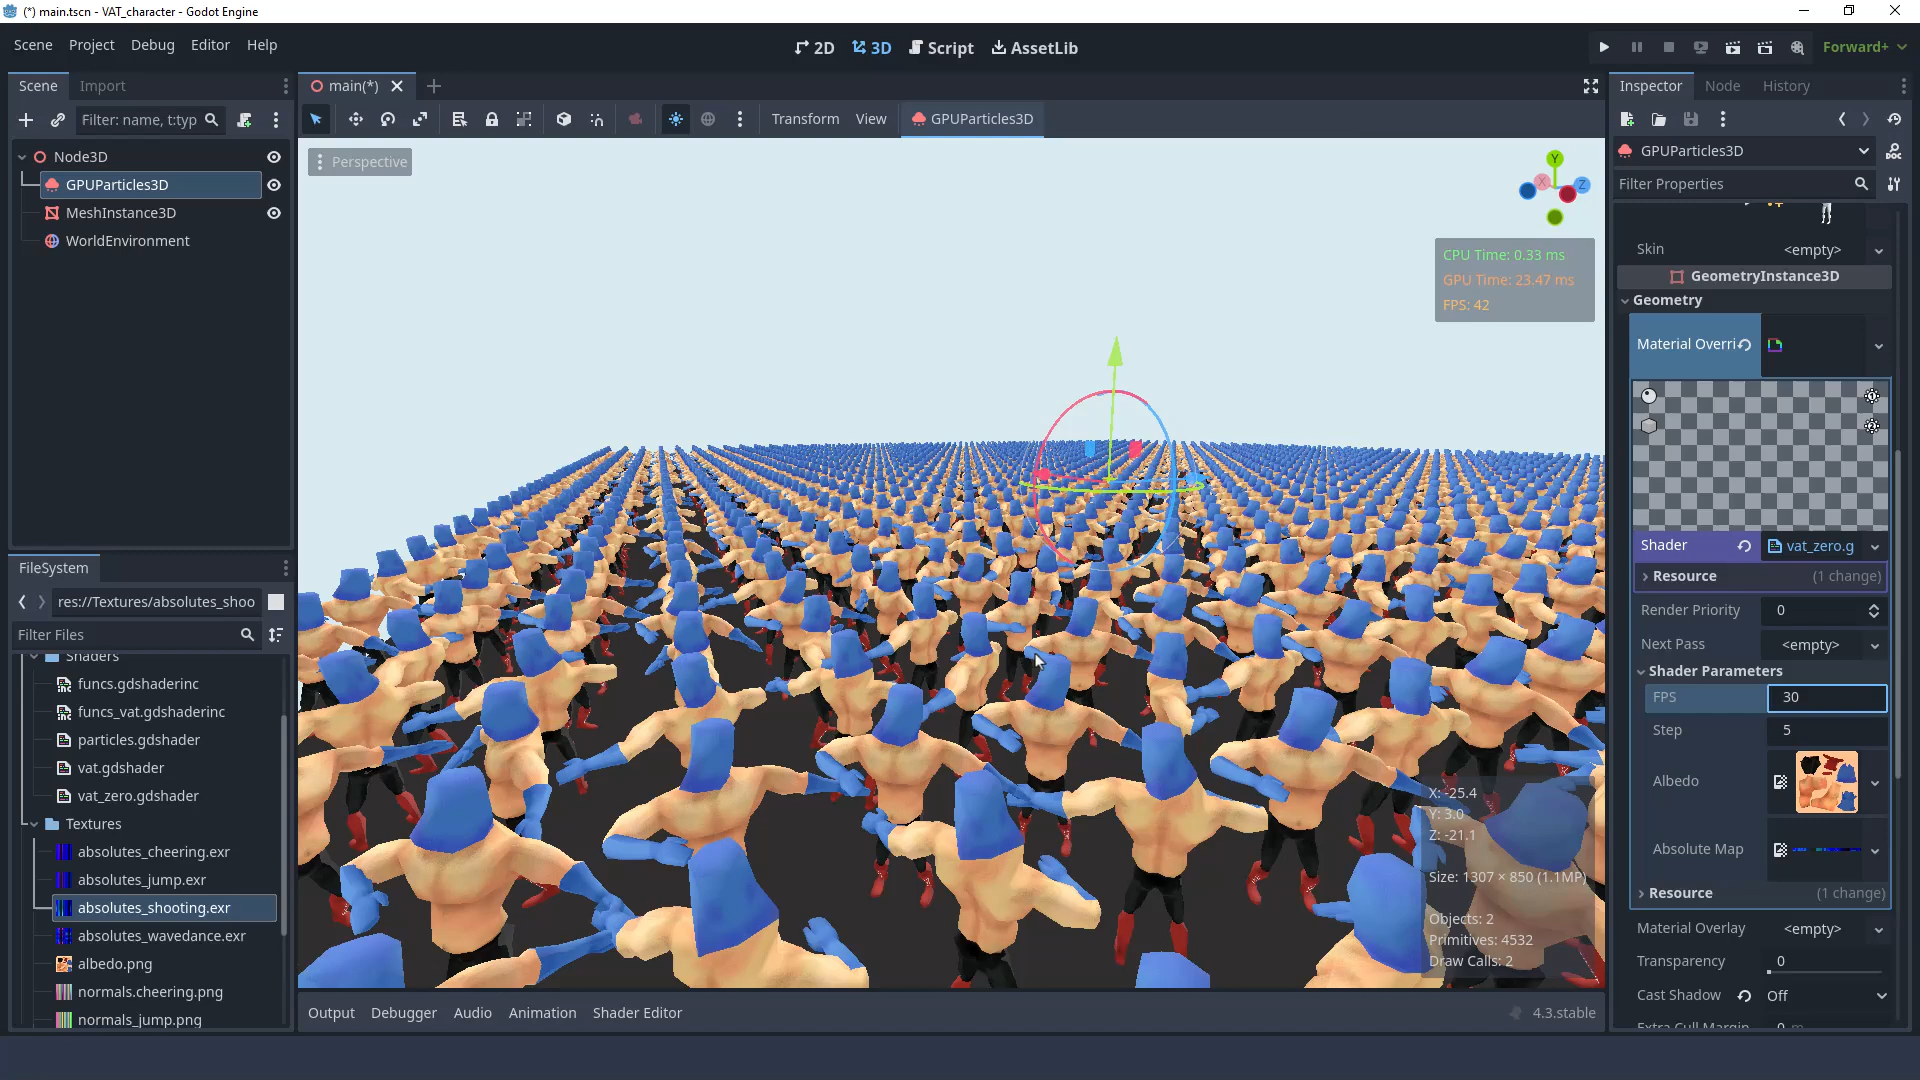 (*) main.tscn - VAT_character - Godot Engine
Scene Project Debug Editor Help
2D 3D Script AssetLib
Forward+
Scene Import
main(*)
Inspector Node History
Filter: name, t:typ
Transform View GPUParticles3D
Node3D
GPUParticles3D
MeshInstance3D
WorldEnvironment
Perspective
Y
X
Z
CPU Time: 0.33 ms
GPU Time: 23.47 ms
FPS: 42
X: -25.4
Y: 3.0
Z: -21.1
Size: 1307 × 850 (1.1MP)
Objects: 2
Primitives: 4532
Draw Calls: 2
FileSystem
res://Textures/absolutes_shoo
Filter Files
Shaders
funcs.gdshaderinc
funcs_vat.gdshaderinc
particles.gdshader
vat.gdshader
vat_zero.gdshader
Textures
absolutes_cheering.exr
absolutes_jump.exr
absolutes_shooting.exr
absolutes_wavedance.exr
albedo.png
normals.cheering.png
normals_jump.png
Output Debugger Audio Animation Shader Editor
4.3.stable
GPUParticles3D
DOC
Filter Properties
Skin <empty>
GeometryInstance3D
Geometry
Material Overri
1
2
Shader vat_zero.g
Resource (1 change)
Render Priority 0
Next Pass <empty>
Shader Parameters
FPS 30
Step 5
Albedo
Absolute Map
Resource (1 change)
Material Overlay <empty>
Transparency 0
Cast Shadow Off
Extra Cull Margin 0 m